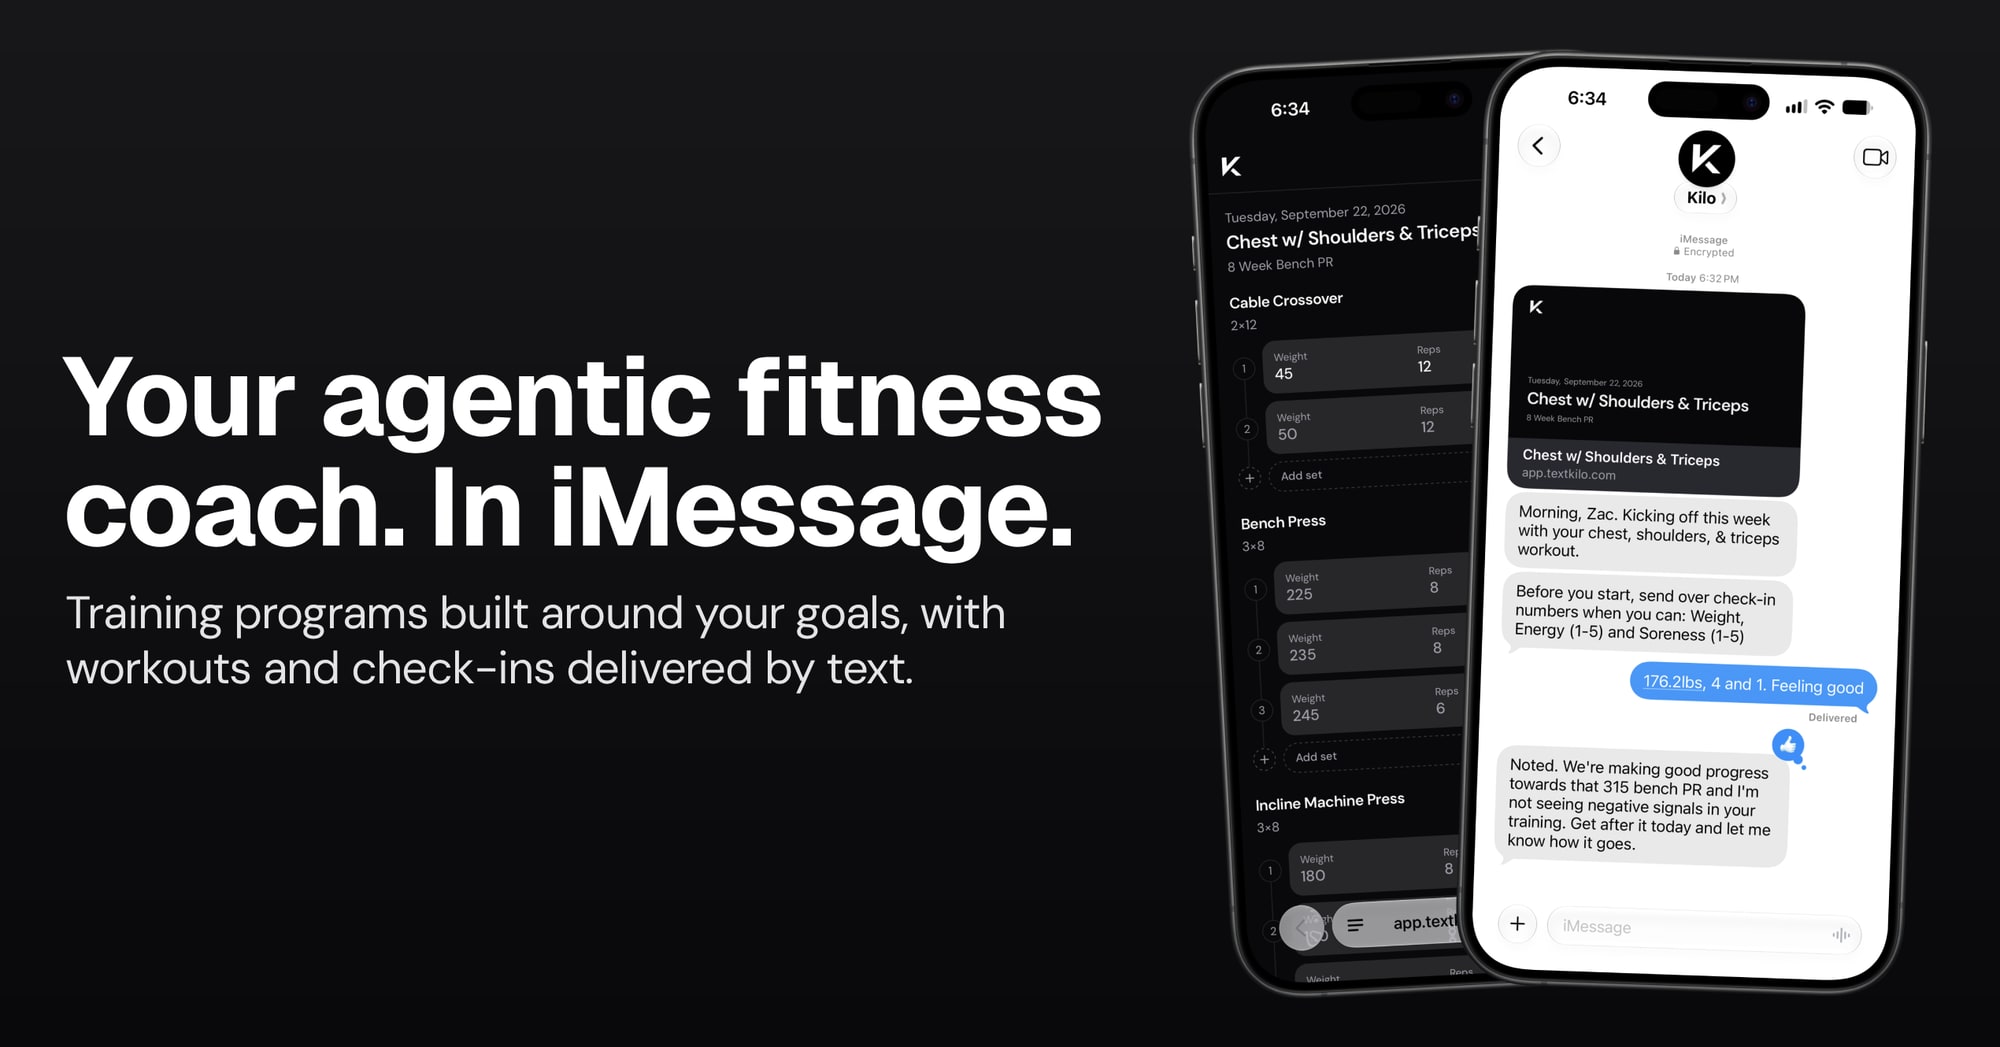 Your agentic fitness
coach. In iMessage.
Training programs built around your goals, with
workouts and check-ins delivered by text.
6:34
K
Tuesday, September 22, 2026
Chest w/ Shoulders & Triceps
8 Week Bench PR
Cable Crossover
2×12
1
Weight
45
Reps
12
2
Weight
50
Reps
12
+
Add set
Bench Press
3×8
1
Weight
225
Reps
8
2
Weight
235
Reps
8
3
Weight
245
Reps
6
+
Add set
Incline Machine Press
3×8
1
Weight
180
8
2
Weight
Reps
6:34
K
Kilo
iMessage
Encrypted
Today 6:32 PM
K
Tuesday, September 22, 2026
Chest w/ Shoulders & Triceps
8 Week Bench PR
Chest w/ Shoulders & Triceps
app.textkilo.com
Morning, Zac. Kicking off this week
with your chest, shoulders, & triceps
workout.
Before you start, send over check-in
numbers when you can: Weight,
Energy (1-5) and Soreness (1-5)
176.2lbs, 4 and 1. Feeling good
Delivered
Noted. We're making good progress
towards that 315 bench PR and I'm
not seeing negative signals in your
training. Get after it today and let me
know how it goes.
+
iMessage